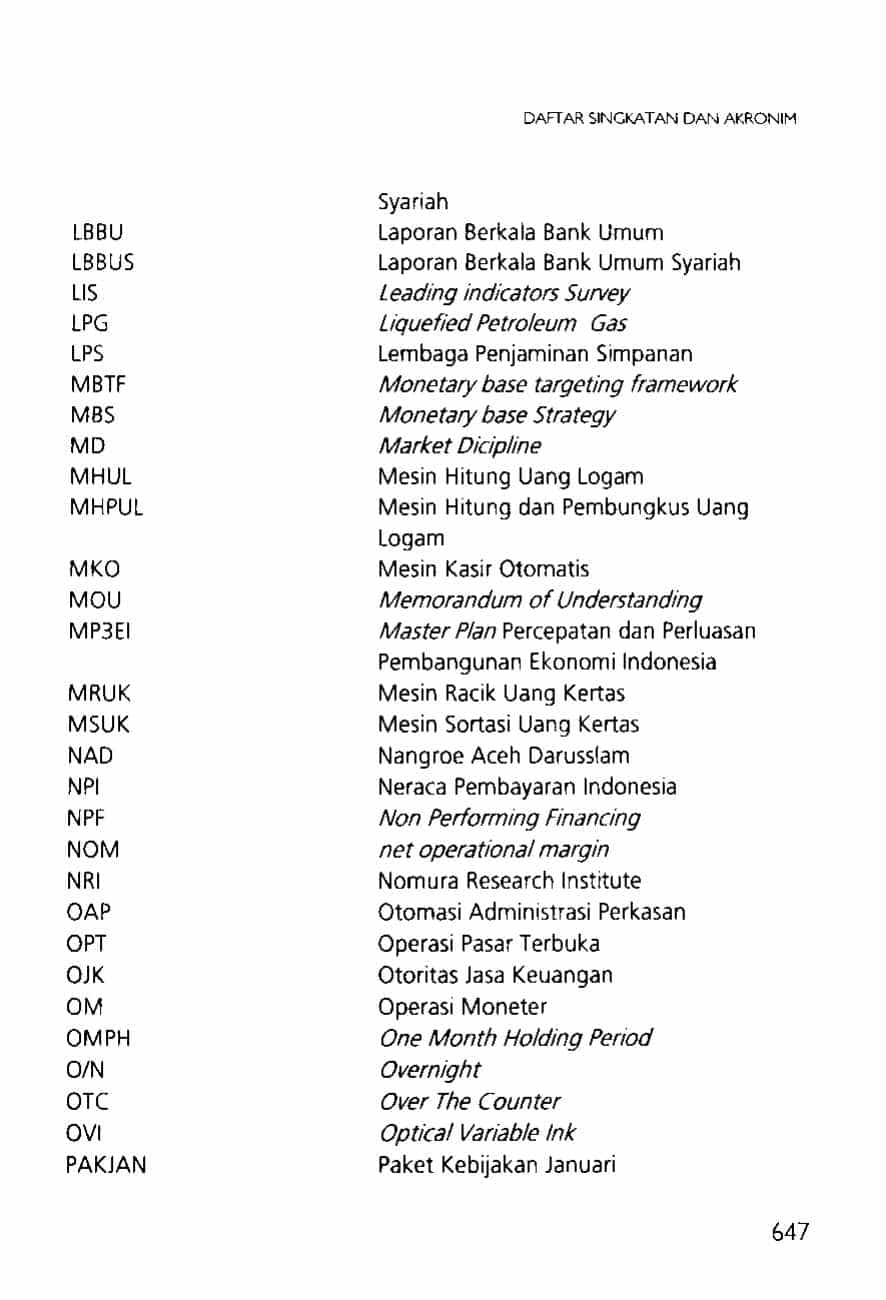 DAFTAR SINGKATAN DAN AKRONIM
Syariah
LBBU Laporan Berkala Bank Umum
LBBUS Laporan Berkala Bank Umum Syariah
LIS Leading indicators Survey
LPG Liquefied Petroleum Gas
LPS Lembaga Penjaminan Simpanan
MBTF Monetary base targeting framework
MBS Monetary base Strategy
MD Market Dicipline
MHUL Mesin Hitung Uang Logam
MHPUL Mesin Hitung dan Pembungkus Uang
Logam
MKO Mesin Kasir Otomatis
MOU Memorandum of Understanding
MP3EI Master Plan Percepatan dan Perluasan
Pembangunan Ekonomi Indonesia
MRUK Mesin Racik Uang Kertas
MSUK Mesin Sortasi Uang Kertas
NAD Nangroe Aceh Darusslam
NPI Neraca Pembayaran Indonesia
NPF Non Performing Financing
NOM net operational margin
NRI Nomura Research Institute
OAP Otomasi Administrasi Perkasan
OPT Operasi Pasar Terbuka
OJK Otoritas Jasa Keuangan
OM Operasi Moneter
OMPH One Month Holding Period
O/N Overnight
OTC Over The Counter
OVI Optical Variable Ink
PAKJAN Paket Kebijakan Januari
647